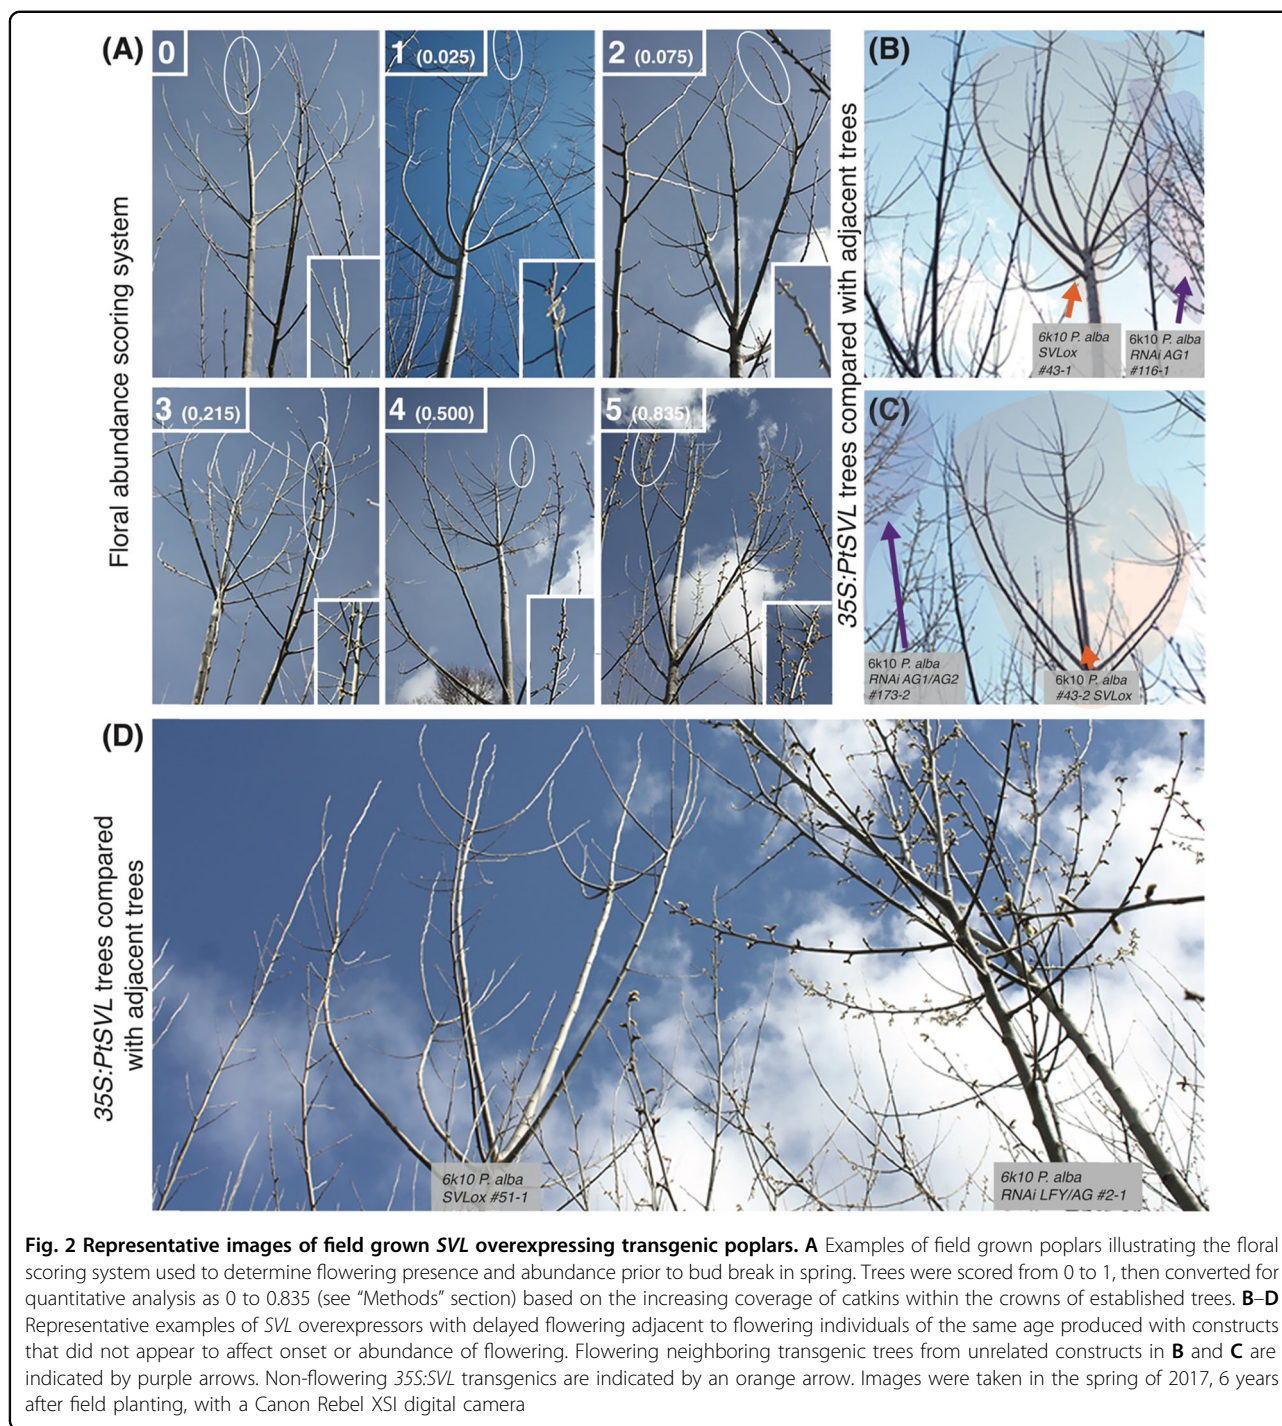 (A)
Floral abundance scoring system
0
1 (0.025)
2 (0.075)
3 (0.215)
4 (0.500)
5 (0.835)
35S:PtSVL trees compared with adjacent trees
(B)
6k10 P. alba
SVLox
#43-1
6k10 P. alba
RNAi AG1
#116-1
(C)
6k10 P. alba
RNAi AG1/AG2
#173-2
6k10 P. alba
#43-2 SVLox
(D)
35S:PtSVL trees compared
with adjacent trees
6k10 P. alba
SVLox #51-1
6k10 P. alba
RNAi LFY/AG #2-1
Fig. 2 Representative images of field grown SVL overexpressing transgenic poplars. A Examples of field grown poplars illustrating the floral
scoring system used to determine flowering presence and abundance prior to bud break in spring. Trees were scored from 0 to 1, then converted for
quantitative analysis as 0 to 0.835 (see “Methods” section) based on the increasing coverage of catkins within the crowns of established trees. B–D
Representative examples of SVL overexpressors with delayed flowering adjacent to flowering individuals of the same age produced with constructs
that did not appear to affect onset or abundance of flowering. Flowering neighboring transgenic trees from unrelated constructs in B and C are
indicated by purple arrows. Non-flowering 35S:SVL transgenics are indicated by an orange arrow. Images were taken in the spring of 2017, 6 years
after field planting, with a Canon Rebel XSI digital camera